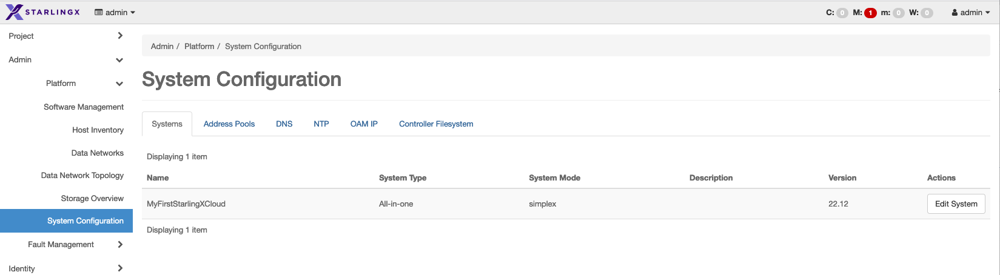 STARLINGX admin C: 0 M: 1 m: 0 W: 0 admin
Project
Admin
Platform
Software Management
Host Inventory
Data Networks
Data Network Topology
Storage Overview
System Configuration
Fault Management
Identity
Admin / Platform / System Configuration
System Configuration
Systems Address Pools DNS NTP OAM IP Controller Filesystem
Displaying 1 item
Name System Type System Mode Description Version Actions
MyFirstStarlingXCloud All-in-one simplex 22.12 Edit System
Displaying 1 item